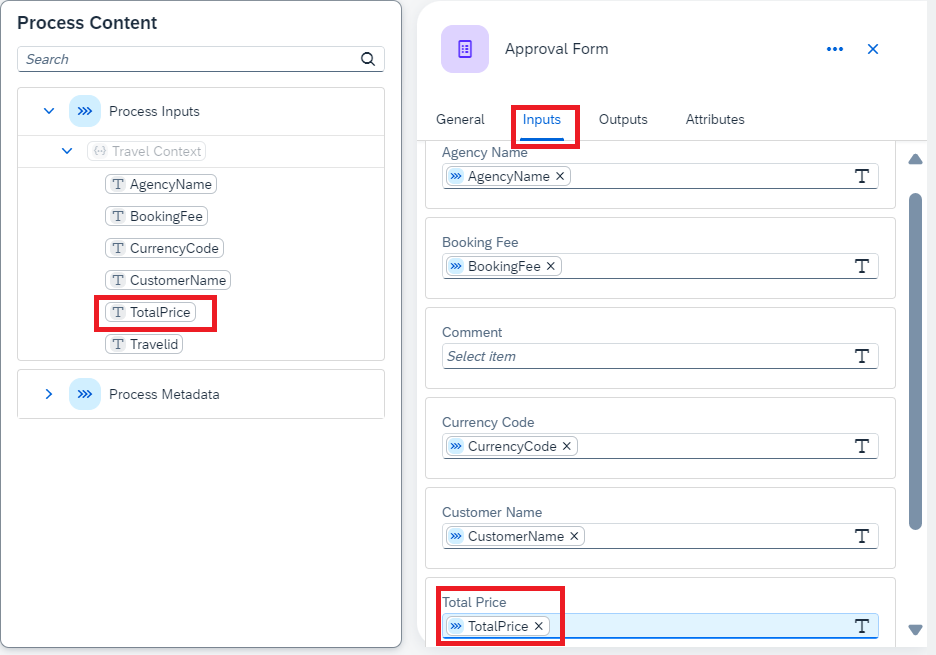 Process Content
Search
Process Inputs
Travel Context
AgencyName
BookingFee
CurrencyCode
CustomerName
TotalPrice
Travelid
Process Metadata
Approval Form
General
Inputs
Outputs
Attributes
Agency Name
AgencyName
Booking Fee
BookingFee
Comment
Select item
Currency Code
CurrencyCode
Customer Name
CustomerName
Total Price
TotalPrice